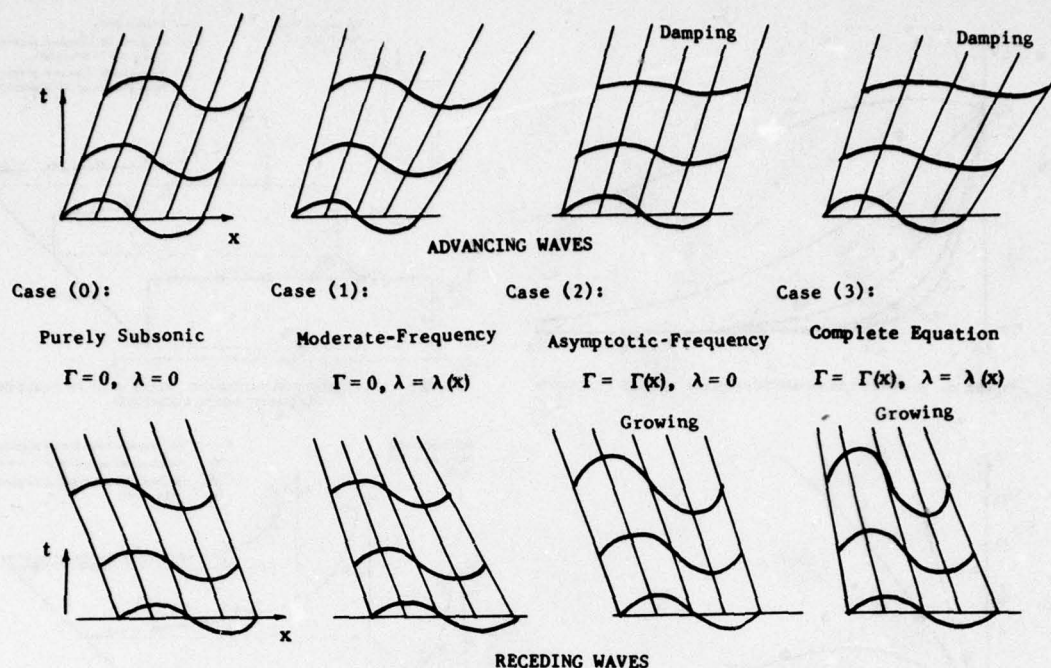 Damping
Damping
t
x
ADVANCING WAVES
Case (0):
Case (1):
Case (2):
Case (3):
Purely Subsonic
Moderate-Frequency
Asymptotic-Frequency
Complete Equation
Γ=0, λ=0
Γ=0, λ=λ(x)
Γ= Γ(x), λ=0
Γ= Γ(x), λ=λ(x)
Growing
Growing
t
x
RECEDING WAVES